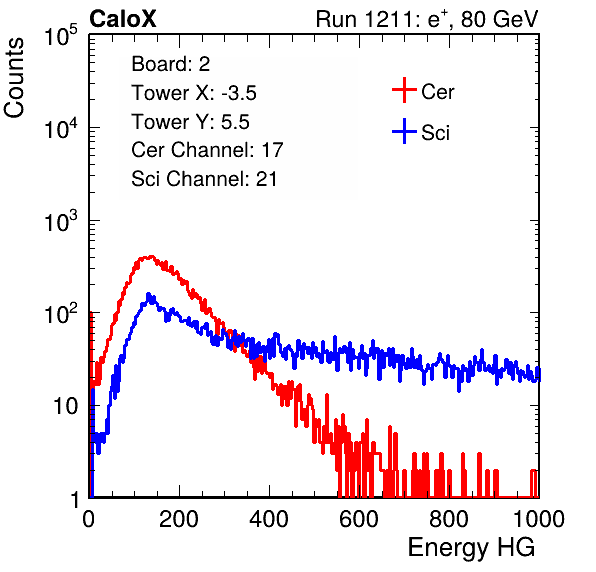 CaloX Run 1211: e⁺, 80 GeV
Counts
Board: 2
Tower X: -3.5
Tower Y: 5.5
Cer Channel: 17
Sci Channel: 21
Cer
Sci
10⁵
10⁴
10³
10²
10
1
0 200 400 600 800 1000
Energy HG